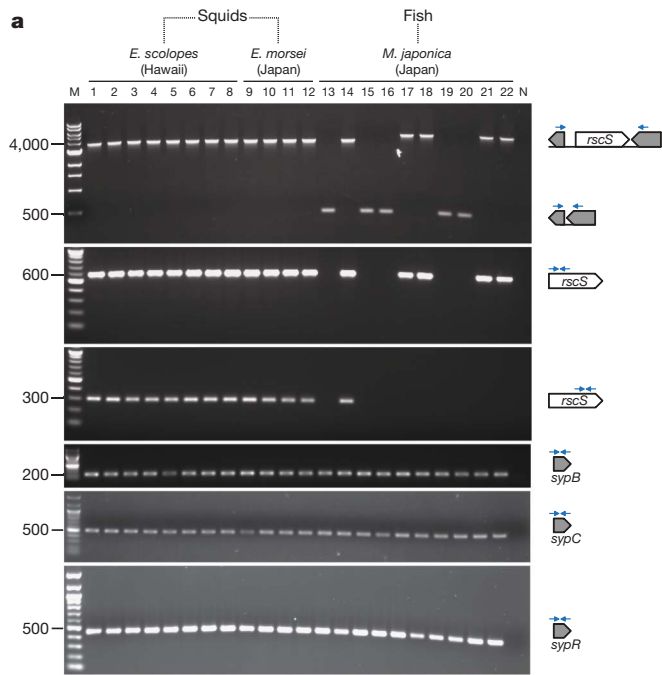 a
Squids
Fish
E. scolopes
(Hawaii)
E. morsei
(Japan)
M. japonica
(Japan)
M 1 2 3 4 5 6 7 8 9 10 11 12 13 14 15 16 17 18 19 20 21 22 N
4,000
rscS
500
600
rscS
300
rscS
200
sypB
500
sypC
500
sypR